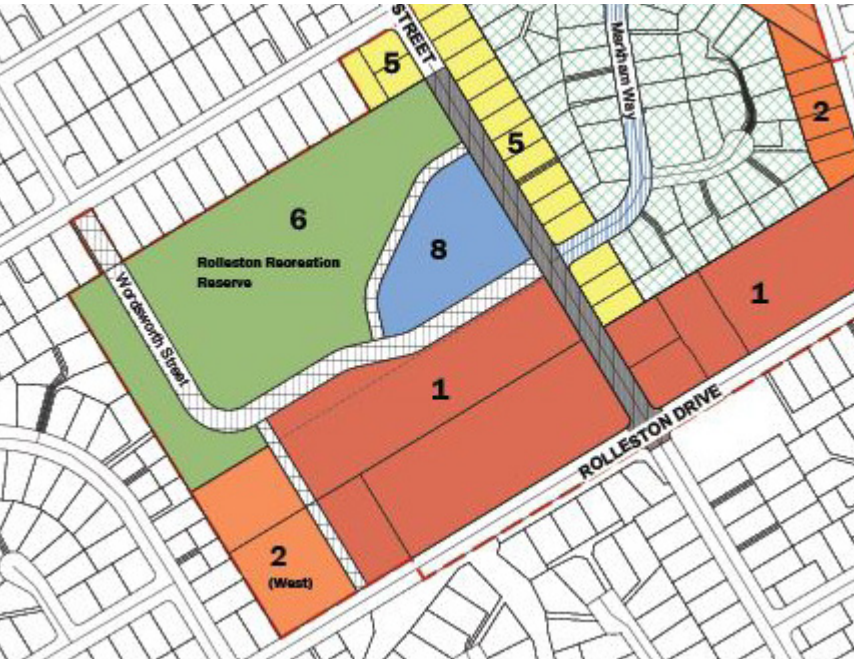 STREET
5
Markham Way
2
5
6
8
Rolleston Recreation
Reserve
Wordsworth Street
1
1
ROLLESTON DRIVE
2
(West)